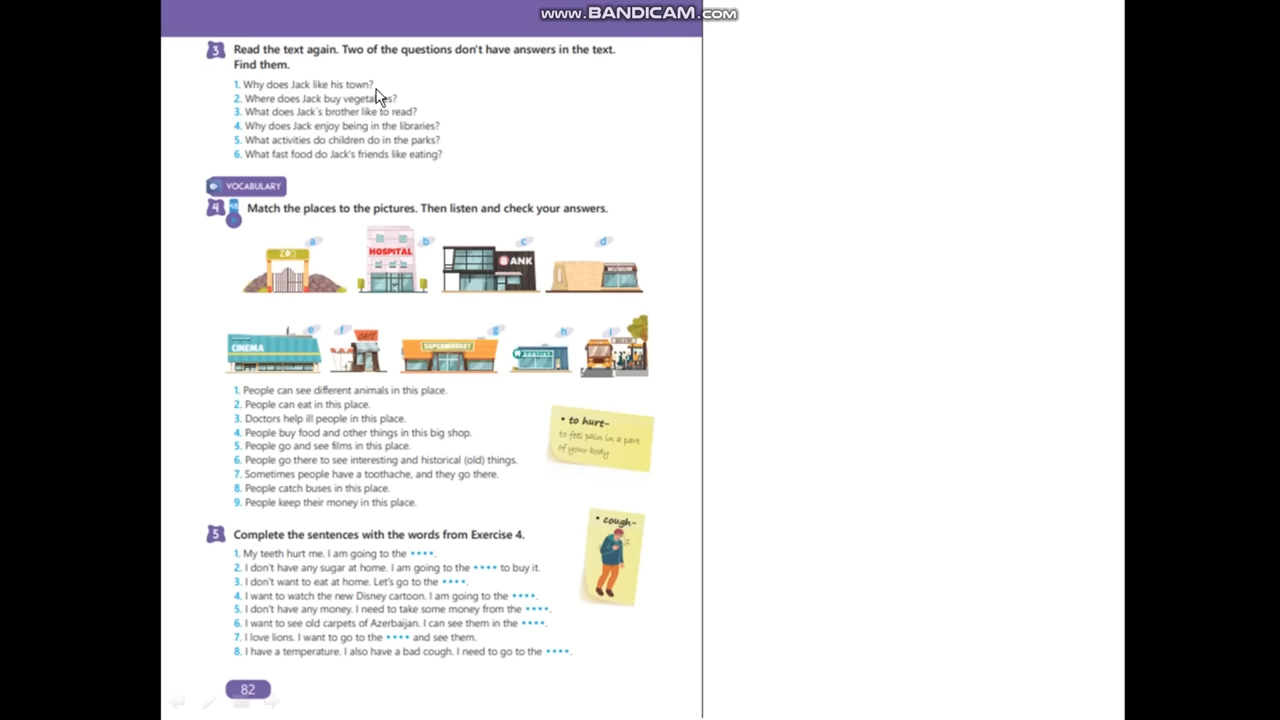 www.BANDICAM.com
3 Read the text again. Two of the questions don't have answers in the text.
Find them.
1. Why does Jack like his town?
2. Where does Jack buy vegetables?
3. What does Jack`s brother like to read?
4. Why does Jack enjoy being in the libraries?
5. What activities do children do in the parks?
6. What fast food do Jack's friends like eating?
VOCABULARY
4 Match the places to the pictures. Then listen and check your answers.
a b c d
ZOO HOSPITAL BANK MUSEUM
e f g h i
CINEMA CAFE SUPERMARKET
1. People can see different animals in this place.
2. People can eat in this place.
3. Doctors help ill people in this place.
4. People buy food and other things in this big shop.
5. People go and see films in this place.
6. People go there to see interesting and historical (old) things.
7. Sometimes people have a toothache, and they go there.
8. People catch buses in this place.
9. People keep their money in this place.
• to hurt-
to feel pain in a part
of your body
5 Complete the sentences with the words from Exercise 4.
1. My teeth hurt me. I am going to the ••••.
2. I don't have any sugar at home. I am going to the •••• to buy it.
3. I don't want to eat at home. Let's go to the ••••.
4. I want to watch the new Disney cartoon. I am going to the ••••.
5. I don't have any money. I need to take some money from the ••••.
6. I want to see old carpets of Azerbaijan. I can see them in the ••••.
7. I love lions. I want to go to the •••• and see them.
8. I have a temperature. I also have a bad cough. I need to go to the ••••.
• cough-
82